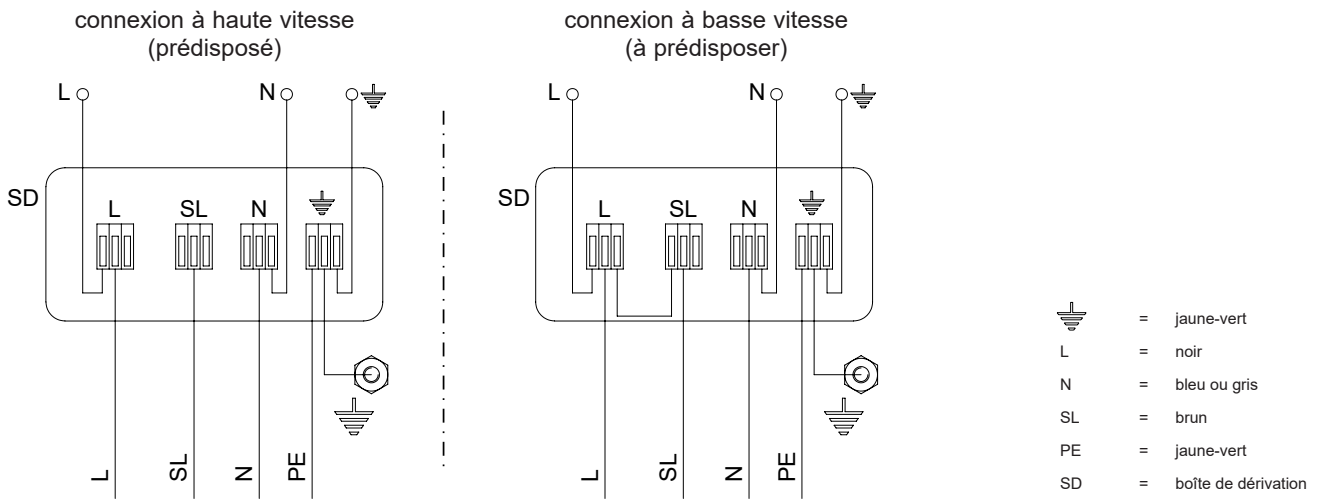 connexion à haute vitesse
(prédisposé)
L N
SD
L SL N
L
SL
N
PE
connexion à basse vitesse
(à prédisposer)
L N
SD
L SL N
L
SL
N
PE
= jaune-vert
L = noir
N = bleu ou gris
SL = brun
PE = jaune-vert
SD = boîte de dérivation